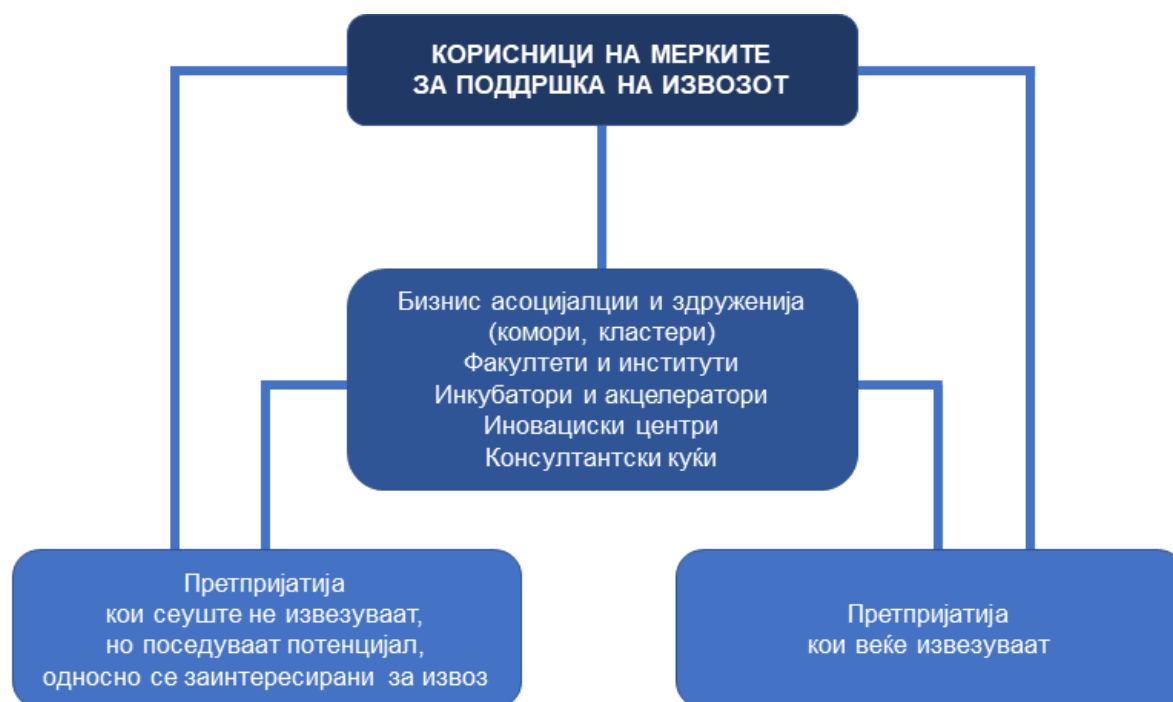 КОРИСНИЦИ НА МЕРКИТЕ
ЗА ПОДДРШКА НА ИЗВОЗОТ
Бизнис асоцијалции и здруженија
(комори, кластери)
Факултети и институти
Инкубатори и акцелератори
Иновациски центри
Консултантски куќи
Претпријатија
кои сеуште не извезуваат,
но поседуваат потенцијал,
односно се заинтересирани за извоз
Претпријатија
кои веќе извезуваат